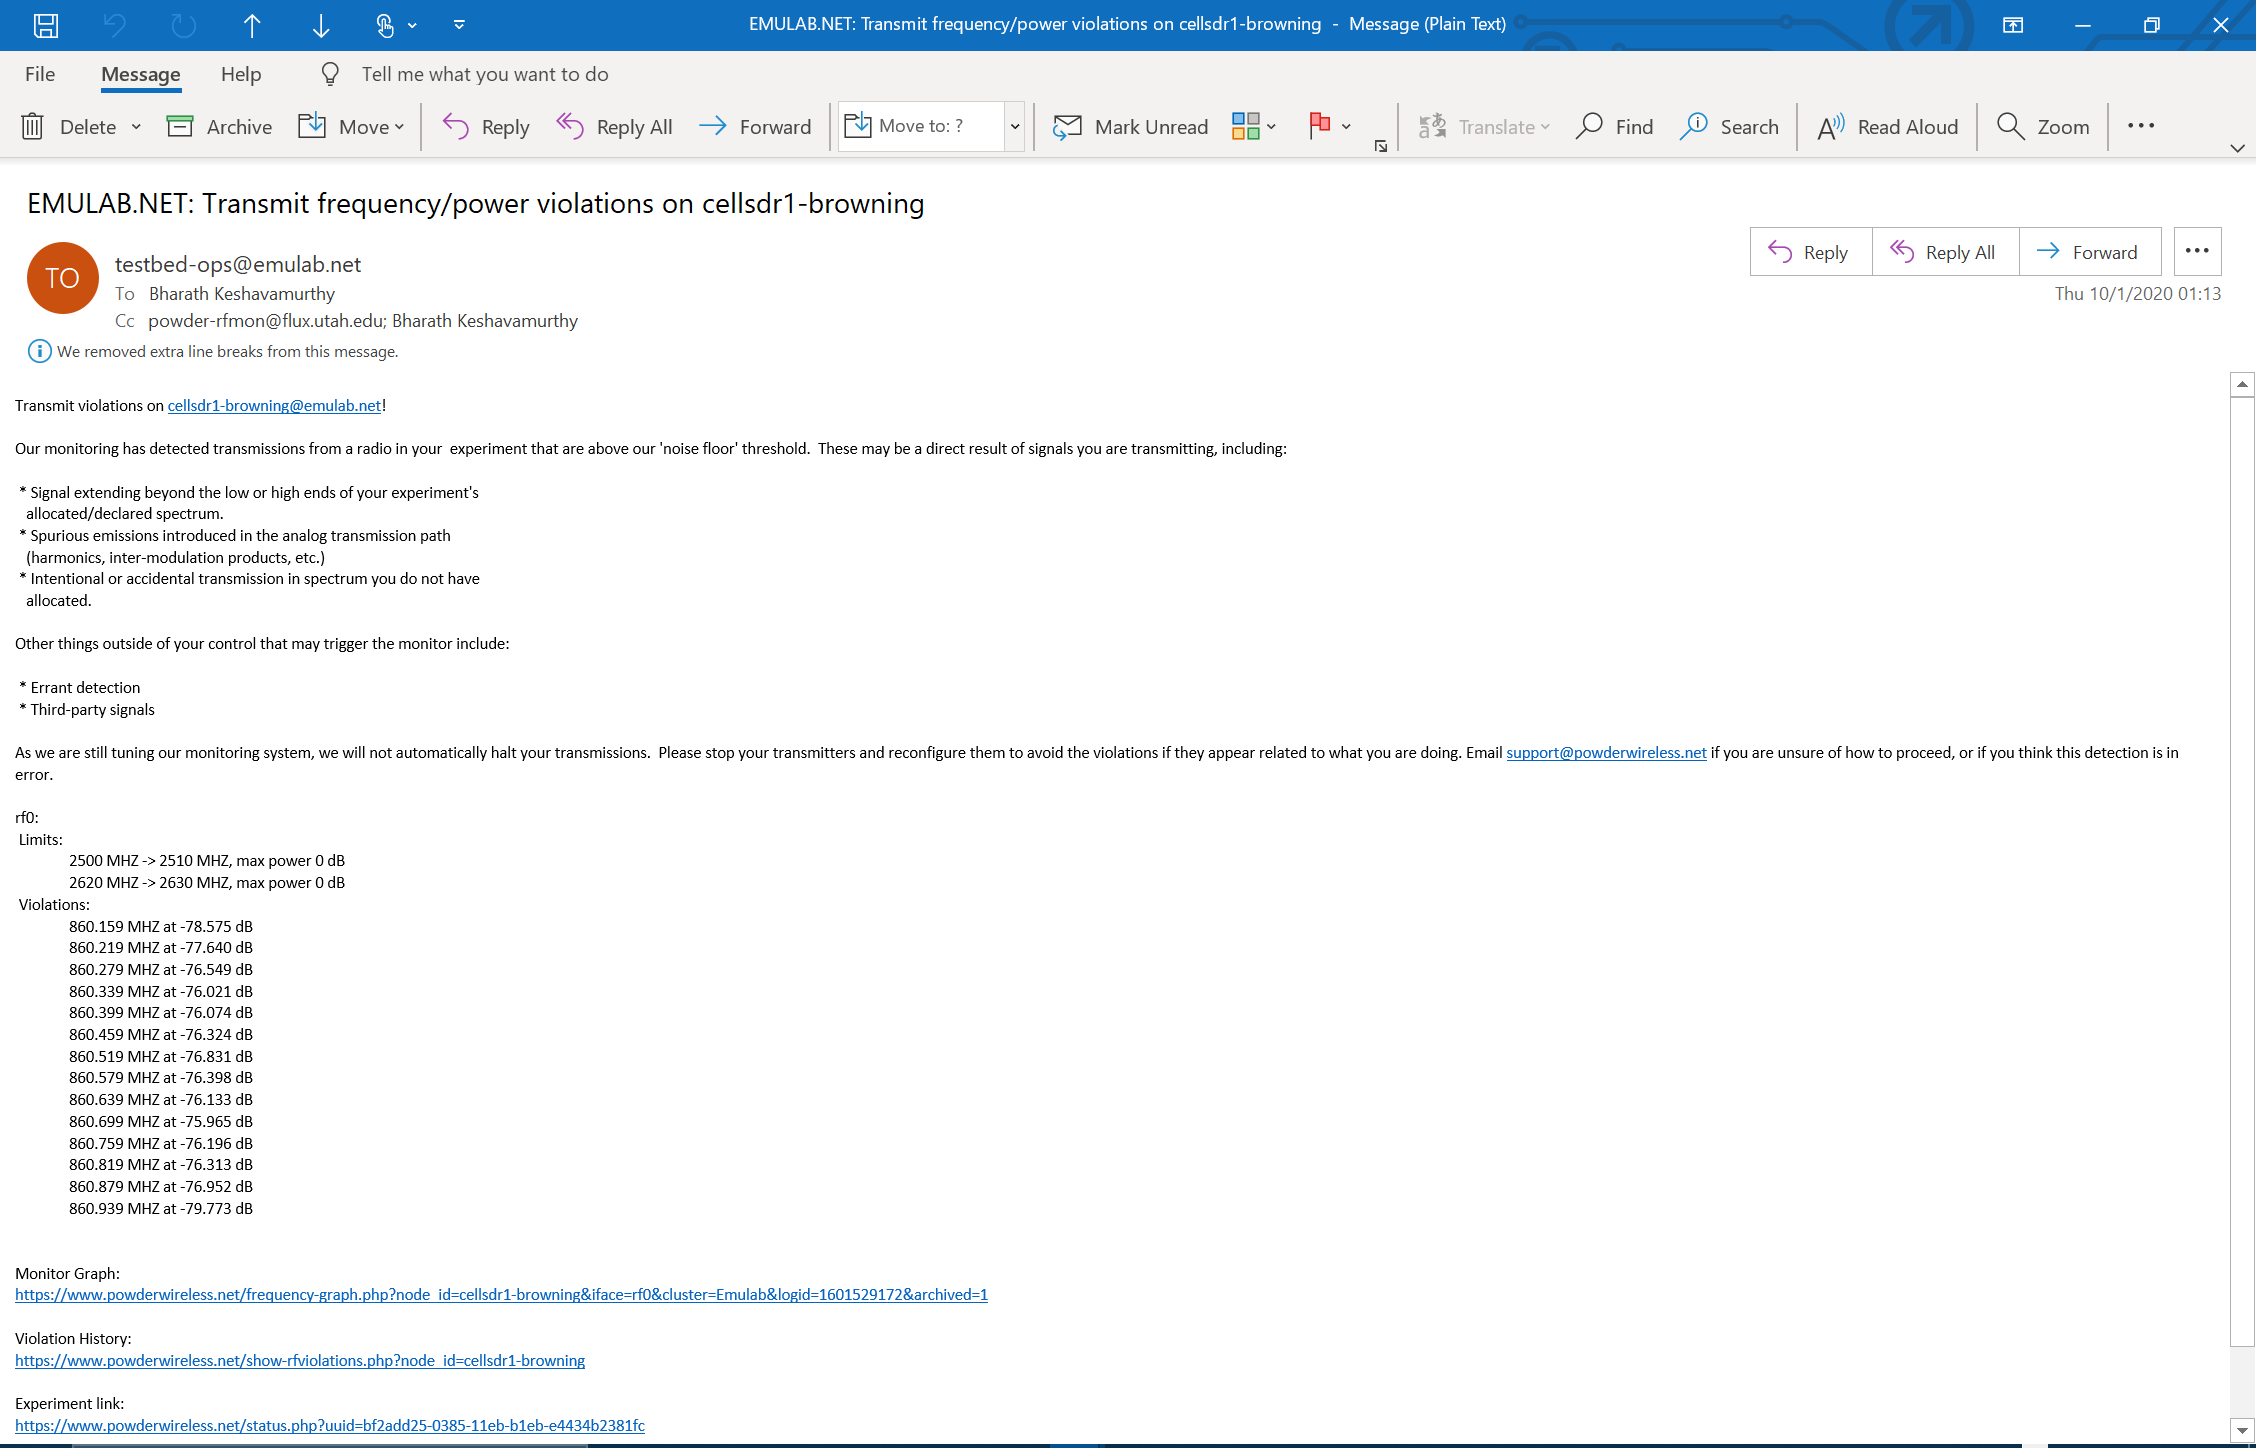 EMULAB.NET: Transmit frequency/power violations on cellsdr1-browning - Message (Plain Text)
File Message Help Tell me what you want to do
Delete Archive Move Reply Reply All Forward Move to: ? Mark Unread Translate Find Search Read Aloud Zoom
EMULAB.NET: Transmit frequency/power violations on cellsdr1-browning
Reply Reply All Forward
TO
testbed-ops@emulab.net
To Bharath Keshavamurthy
Thu 10/1/2020 01:13
Cc powder-rfmon@flux.utah.edu; Bharath Keshavamurthy
We removed extra line breaks from this message.
Transmit violations on cellsdr1-browning@emulab.net!
Our monitoring has detected transmissions from a radio in your  experiment that are above our 'noise floor' threshold.  These may be a direct result of signals you are transmitting, including:
* Signal extending beyond the low or high ends of your experiment's
allocated/declared spectrum.
* Spurious emissions introduced in the analog transmission path
(harmonics, inter-modulation products, etc.)
* Intentional or accidental transmission in spectrum you do not have
allocated.
Other things outside of your control that may trigger the monitor include:
* Errant detection
* Third-party signals
As we are still tuning our monitoring system, we will not automatically halt your transmissions.  Please stop your transmitters and reconfigure them to avoid the violations if they appear related to what you are doing. Email support@powderwireless.net if you are unsure of how to proceed, or if you think this detection is in
error.
rf0:
Limits:
2500 MHZ -> 2510 MHZ, max power 0 dB
2620 MHZ -> 2630 MHZ, max power 0 dB
Violations:
860.159 MHZ at -78.575 dB
860.219 MHZ at -77.640 dB
860.279 MHZ at -76.549 dB
860.339 MHZ at -76.021 dB
860.399 MHZ at -76.074 dB
860.459 MHZ at -76.324 dB
860.519 MHZ at -76.831 dB
860.579 MHZ at -76.398 dB
860.639 MHZ at -76.133 dB
860.699 MHZ at -75.965 dB
860.759 MHZ at -76.196 dB
860.819 MHZ at -76.313 dB
860.879 MHZ at -76.952 dB
860.939 MHZ at -79.773 dB
Monitor Graph:
https://www.powderwireless.net/frequency-graph.php?node_id=cellsdr1-browning&iface=rf0&cluster=Emulab&logid=1601529172&archived=1
Violation History:
https://www.powderwireless.net/show-rfviolations.php?node_id=cellsdr1-browning
Experiment link:
https://www.powderwireless.net/status.php?uuid=bf2add25-0385-11eb-b1eb-e4434b2381fc